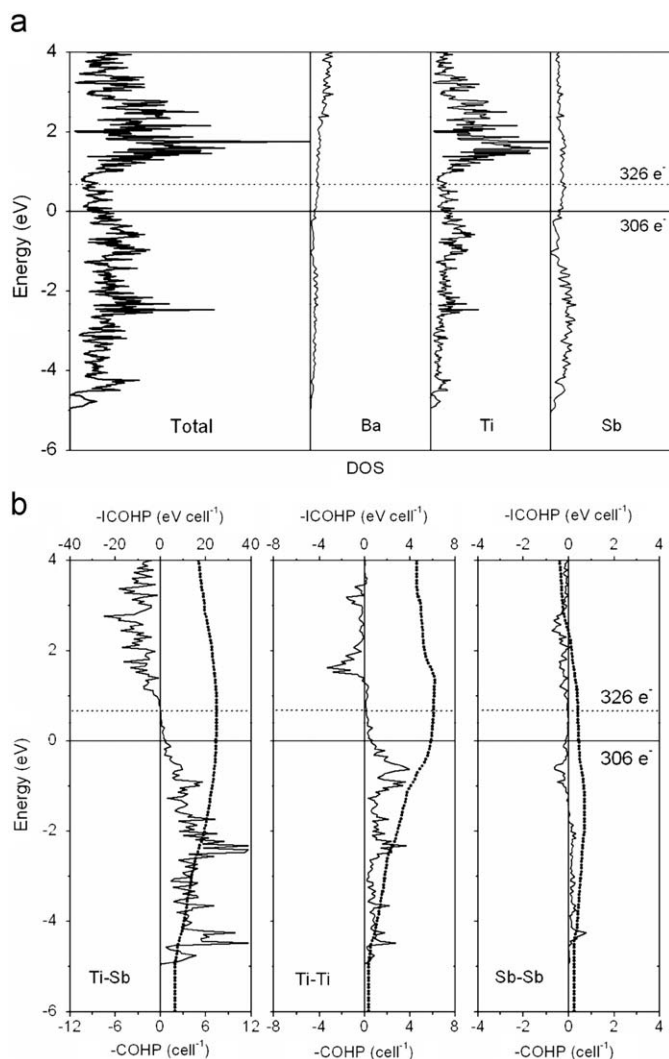 a
4
2
0
-2
-4
-6
Energy (eV)
326 e-
306 e-
Total Ba Ti Sb
DOS
b
-ICOHP (eV cell-1) -ICOHP (eV cell-1) -ICOHP (eV cell-1)
-40 -20 0 20 40 -8 -4 0 4 8 -4 -2 0 2 4
4
2
0
-2
-4
-6
Energy (eV)
326 e-
306 e-
Ti-Sb Ti-Ti Sb-Sb
-12 -6 0 6 12 -8 -4 0 4 8 -4 -2 0 2 4
-COHP (cell-1) -COHP (cell-1) -COHP (cell-1)